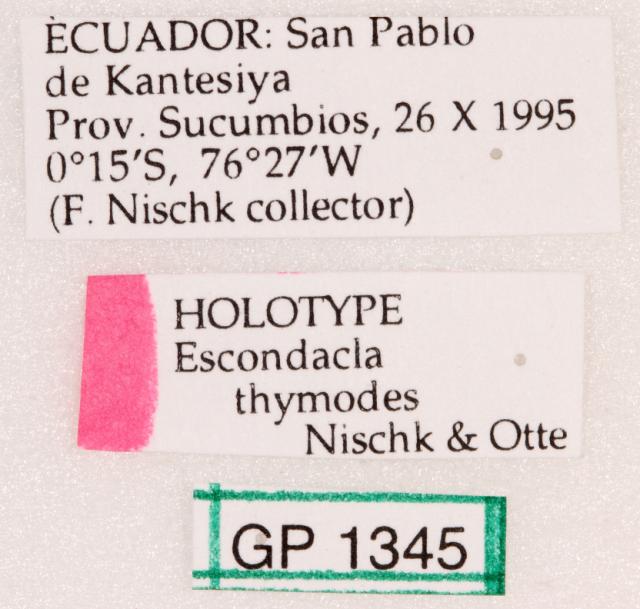 ECUADOR: San Pablo
de Kantesiya
Prov. Sucumbios, 26 X 1995
0°15'S, 76°27'W
(F. Nischk collector)
HOLOTYPE
Escondacla
thymodes
Nischk & Otte
GP 1345